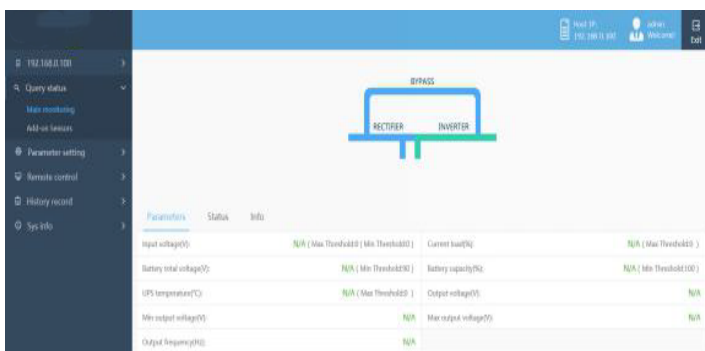 Host IP:
192.168.0.100
admin
Welcome!
Exit
192.168.0.100
Query status
Main monitoring
Add-on Sensors
Parameter setting
Remote control
History record
Sys info
BYPASS
RECTIFIER INVERTER
Parameters Status Info
Input voltage(V): N/A ( Max Threshold:0 | Min Threshold:0 ) Current load(%): N/A ( Max Threshold:0 )
Battery total voltage(V): N/A ( Min Threshold:90 ) Battery capacity(%): N/A ( Min Threshold:100 )
UPS temperature(°C): N/A ( Max Threshold:0 ) Output voltage(V): N/A
Min output voltage(V): N/A Max output voltage(V): N/A
Output frequency(Hz): N/A